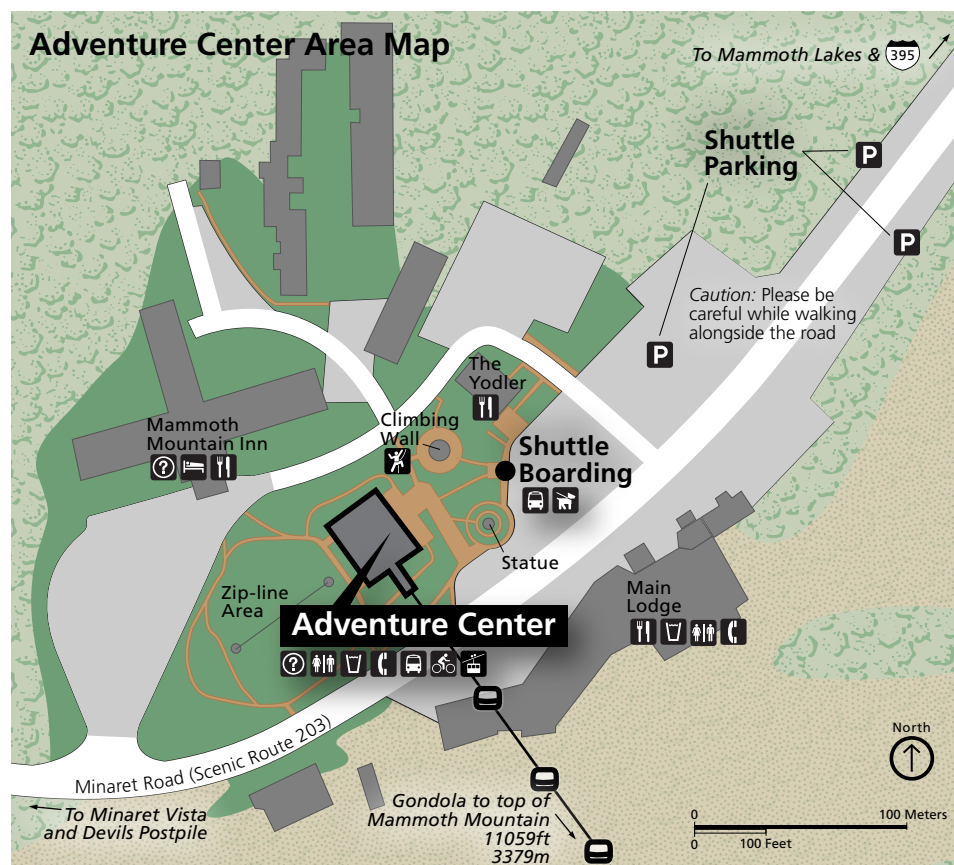 Adventure Center Area Map
To Mammoth Lakes & 395
Shuttle
Parking
P
P
P
Caution: Please be
careful while walking
alongside the road
The
Yodler
Climbing
Wall
Mammoth
Mountain Inn
?
Shuttle
Boarding
Statue
Zip-line
Area
Main
Lodge
Adventure Center
?
Minaret Road (Scenic Route 203)
To Minaret Vista
and Devils Postpile
Gondola to top of
Mammoth Mountain
11059ft
3379m
North
0 100 Meters
0 100 Feet